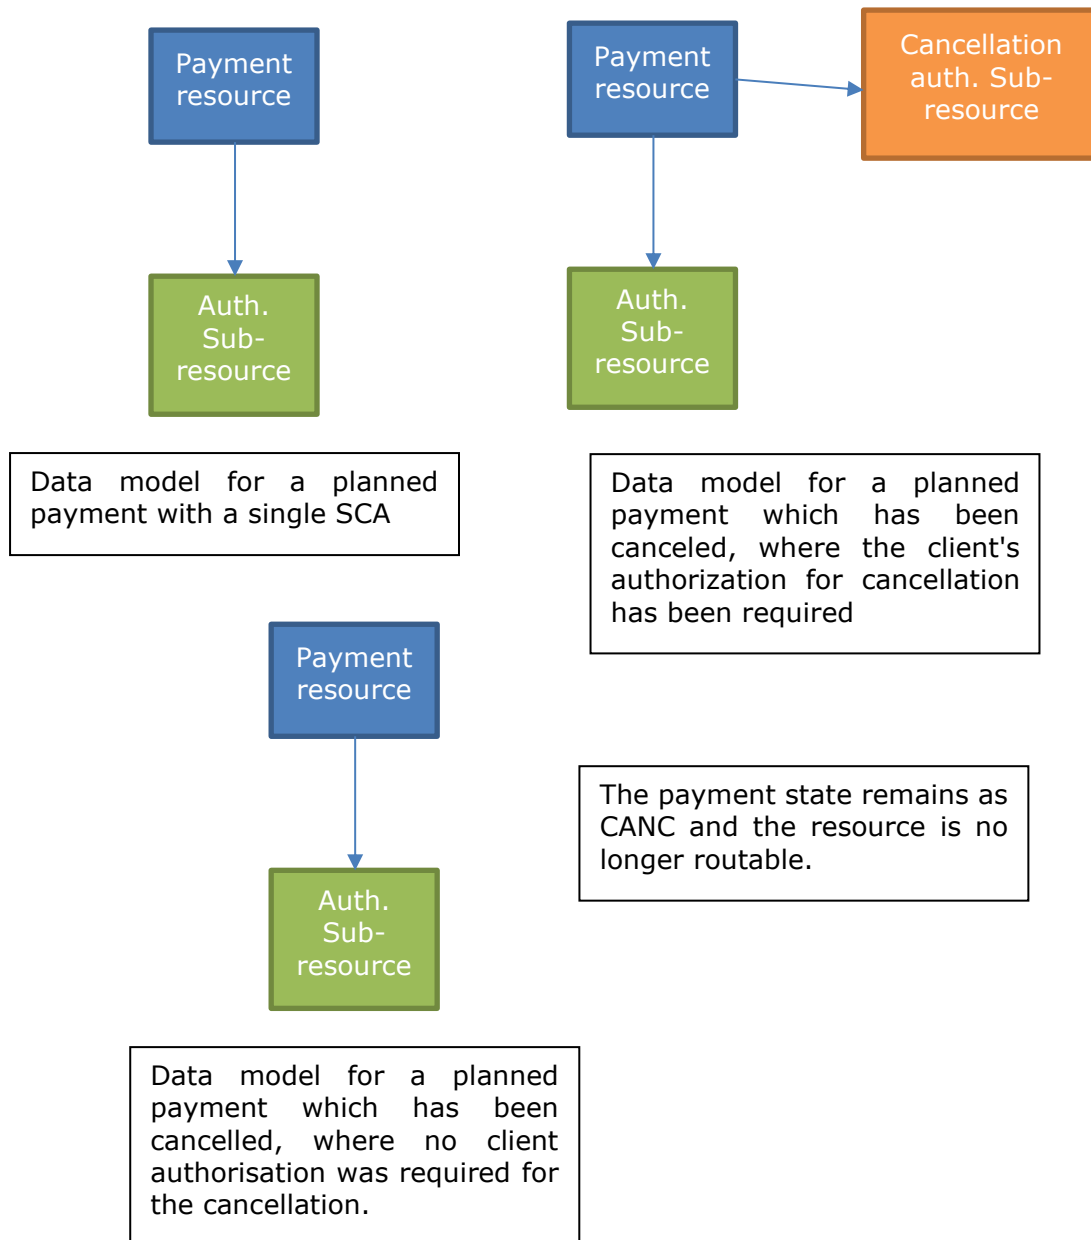 Payment
resource
Payment
resource
Cancellation
auth. Sub-
resource
Auth.
Sub-
resource
Auth.
Sub-
resource
Data model for a planned
payment with a single SCA
Data model for a planned
payment which has been
canceled, where the client's
authorization for cancellation
has been required
Payment
resource
The payment state remains as
CANC and the resource is no
longer routable.
Auth.
Sub-
resource
Data model for a planned
payment which has been
cancelled, where no client
authorisation was required for
the cancellation.